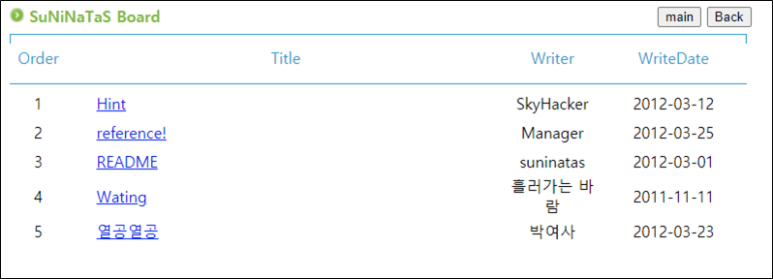 SuNiNaTaS Board main Back
Order Title Writer WriteDate
1 Hint SkyHacker 2012-03-12
2 reference! Manager 2012-03-25
3 README suninatas 2012-03-01
4 Wating 흘러가는 바람 2011-11-11
5 열공열공 박여사 2012-03-23